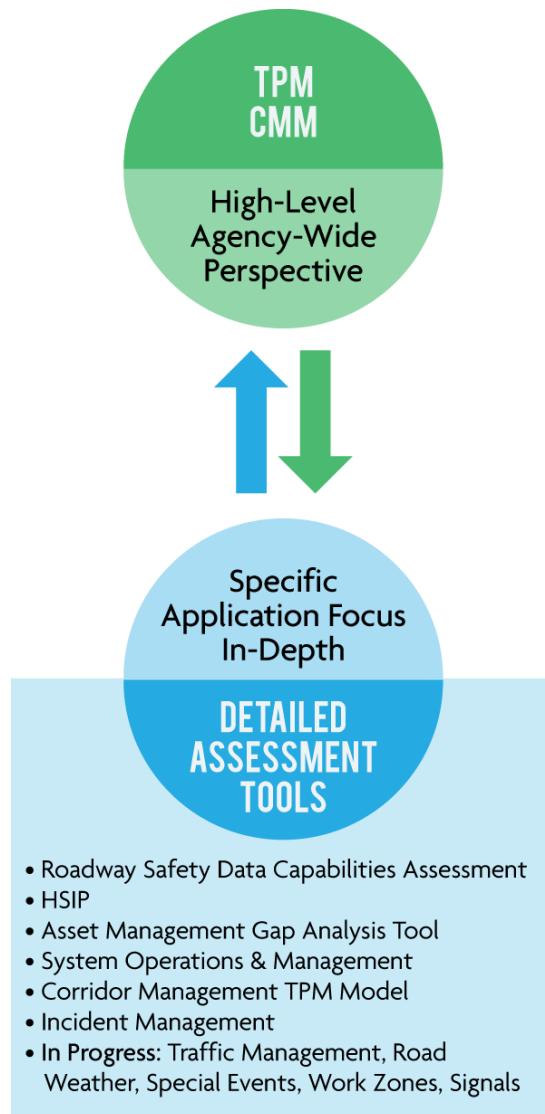 TPM
CMM
High-Level
Agency-Wide
Perspective
Specific
Application Focus
In-Depth
DETAILED
ASSESSMENT
TOOLS
• Roadway Safety Data Capabilities Assessment
• HSIP
• Asset Management Gap Analysis Tool
• System Operations & Management
• Corridor Management TPM Model
• Incident Management
• In Progress: Traffic Management, Road
Weather, Special Events, Work Zones, Signals